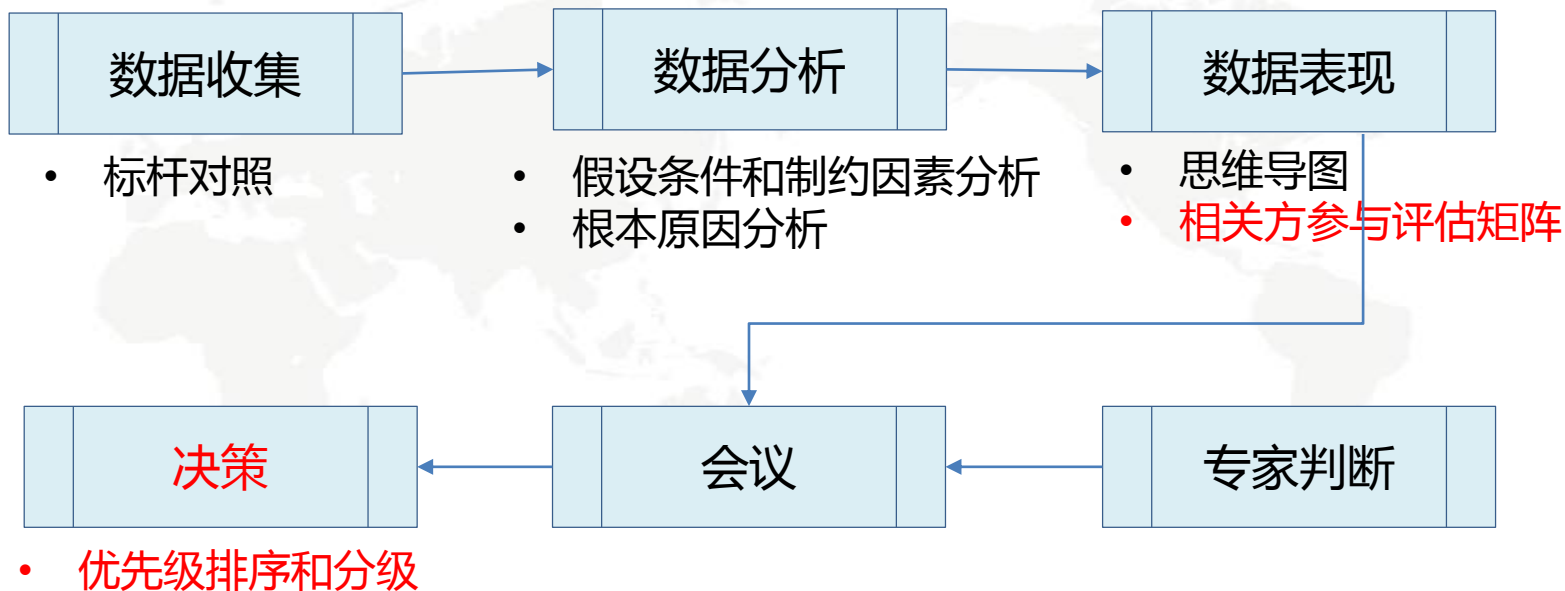 数据收集
数据分析
数据表现
• 标杆对照
• 假设条件和制约因素分析
• 根本原因分析
• 思维导图
• 相关方参与评估矩阵
决策
会议
专家判断
• 优先级排序和分级